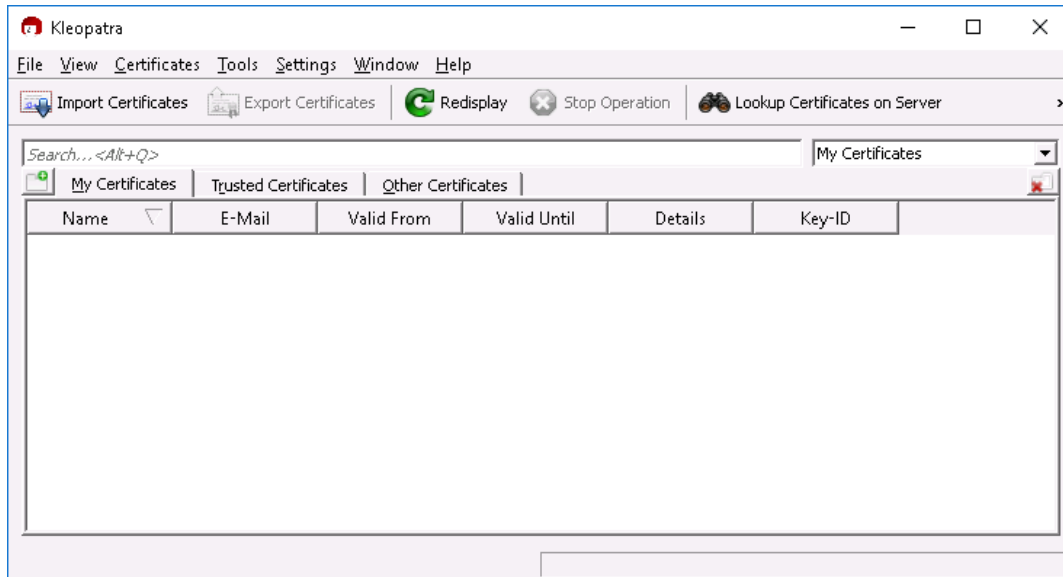 Kleopatra
File View Certificates Tools Settings Window Help
Import Certificates Export Certificates Redisplay Stop Operation Lookup Certificates on Server
Search...<Alt+Q> My Certificates
My Certificates Trusted Certificates Other Certificates
Name E-Mail Valid From Valid Until Details Key-ID